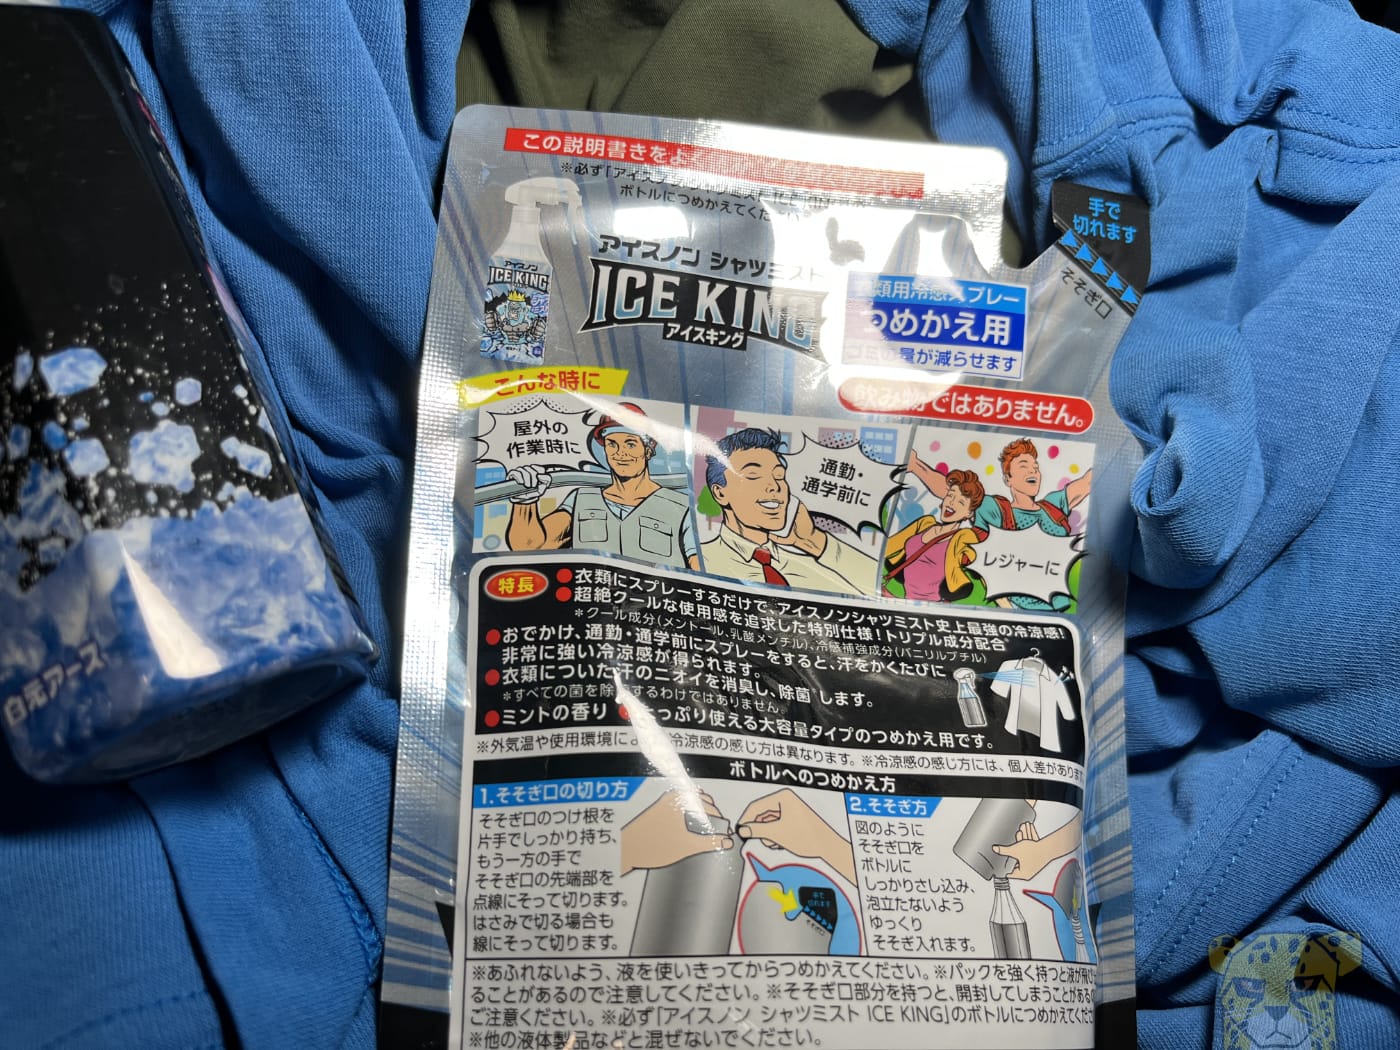 この説明書きをよ
※必ず「アイスノン シャツミスト ICE KING」の
ボトルにつめかえてくだ
手で
切れます
そそぎ口
アイスノン シャツミスト
ICE KING
アイスキング
アイスノン
ICE KING
類用冷感スプレー
つめかえ用
ゴミの量が減らせます
こんな時に
飲み物ではありません。
屋外の
作業時に
通勤・
通学前に
レジャーに
特長
●衣類にスプレーするだけで、アイスノンシャツミスト史上最強の冷涼感!
●超絶クールな使用感を追求した特別仕様!トリプル成分配合
*クール成分(メントール、乳酸メンチル)、冷感補強成分(バニリルブチル)
●おでかけ、通勤・通学前にスプレーをすると、汗をかくたびに
非常に強い冷涼感が得られます。
●衣類についた汗のニオイを消臭し、除菌*します。
*すべての菌を除菌するわけではありません。
●ミントの香り ●たっぷり使える大容量タイプのつめかえ用です。
※外気温や使用環境により冷涼感の感じ方は異なります。※冷涼感の感じ方には、個人差があります
ボトルへのつめかえ方
1.そそぎ口の切り方
そそぎ口のつけ根を
片手でしっかり持ち、
もう一方の手で
そそぎ口の先端部を
点線にそって切ります。
はさみで切る場合も
線にそって切ります。
手で
切れます
そそぎ口
2.そそぎ方
図のように
そそぎ口を
ボトルに
しっかりさし込み、
泡立たないよう
ゆっくり
そそぎ入れます。
※あふれないよう、液を使いきってからつめかえてください。※パックを強く持つと液が飛び
ることがあるので注意してください。※そそぎ口部分を持つと、開封してしまうことがあるの
ご注意ください。※必ず「アイスノン シャツミスト ICE KING」のボトルにつめかえてくださ
※他の液体製品などと混ぜないでください。
白元アース